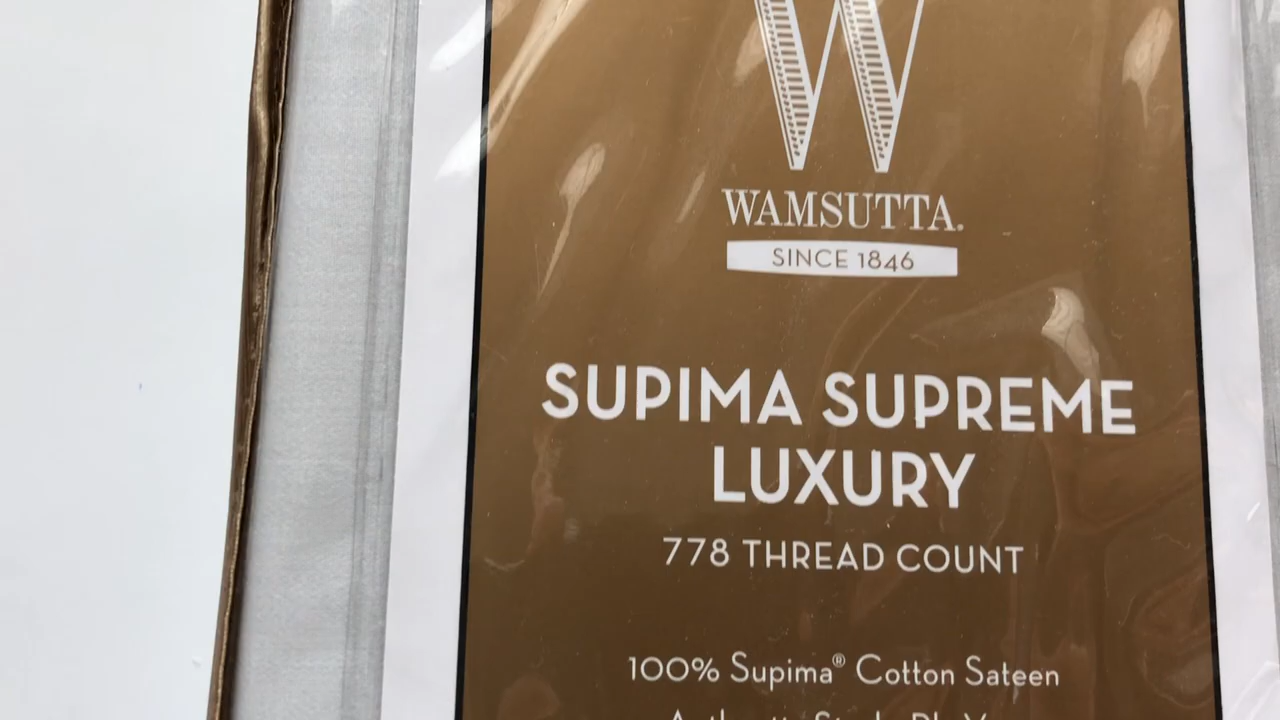 W
WAMSUTTA.
SINCE 1846
SUPIMA SUPREME
LUXURY
778 THREAD COUNT
100% Supima® Cotton Sateen